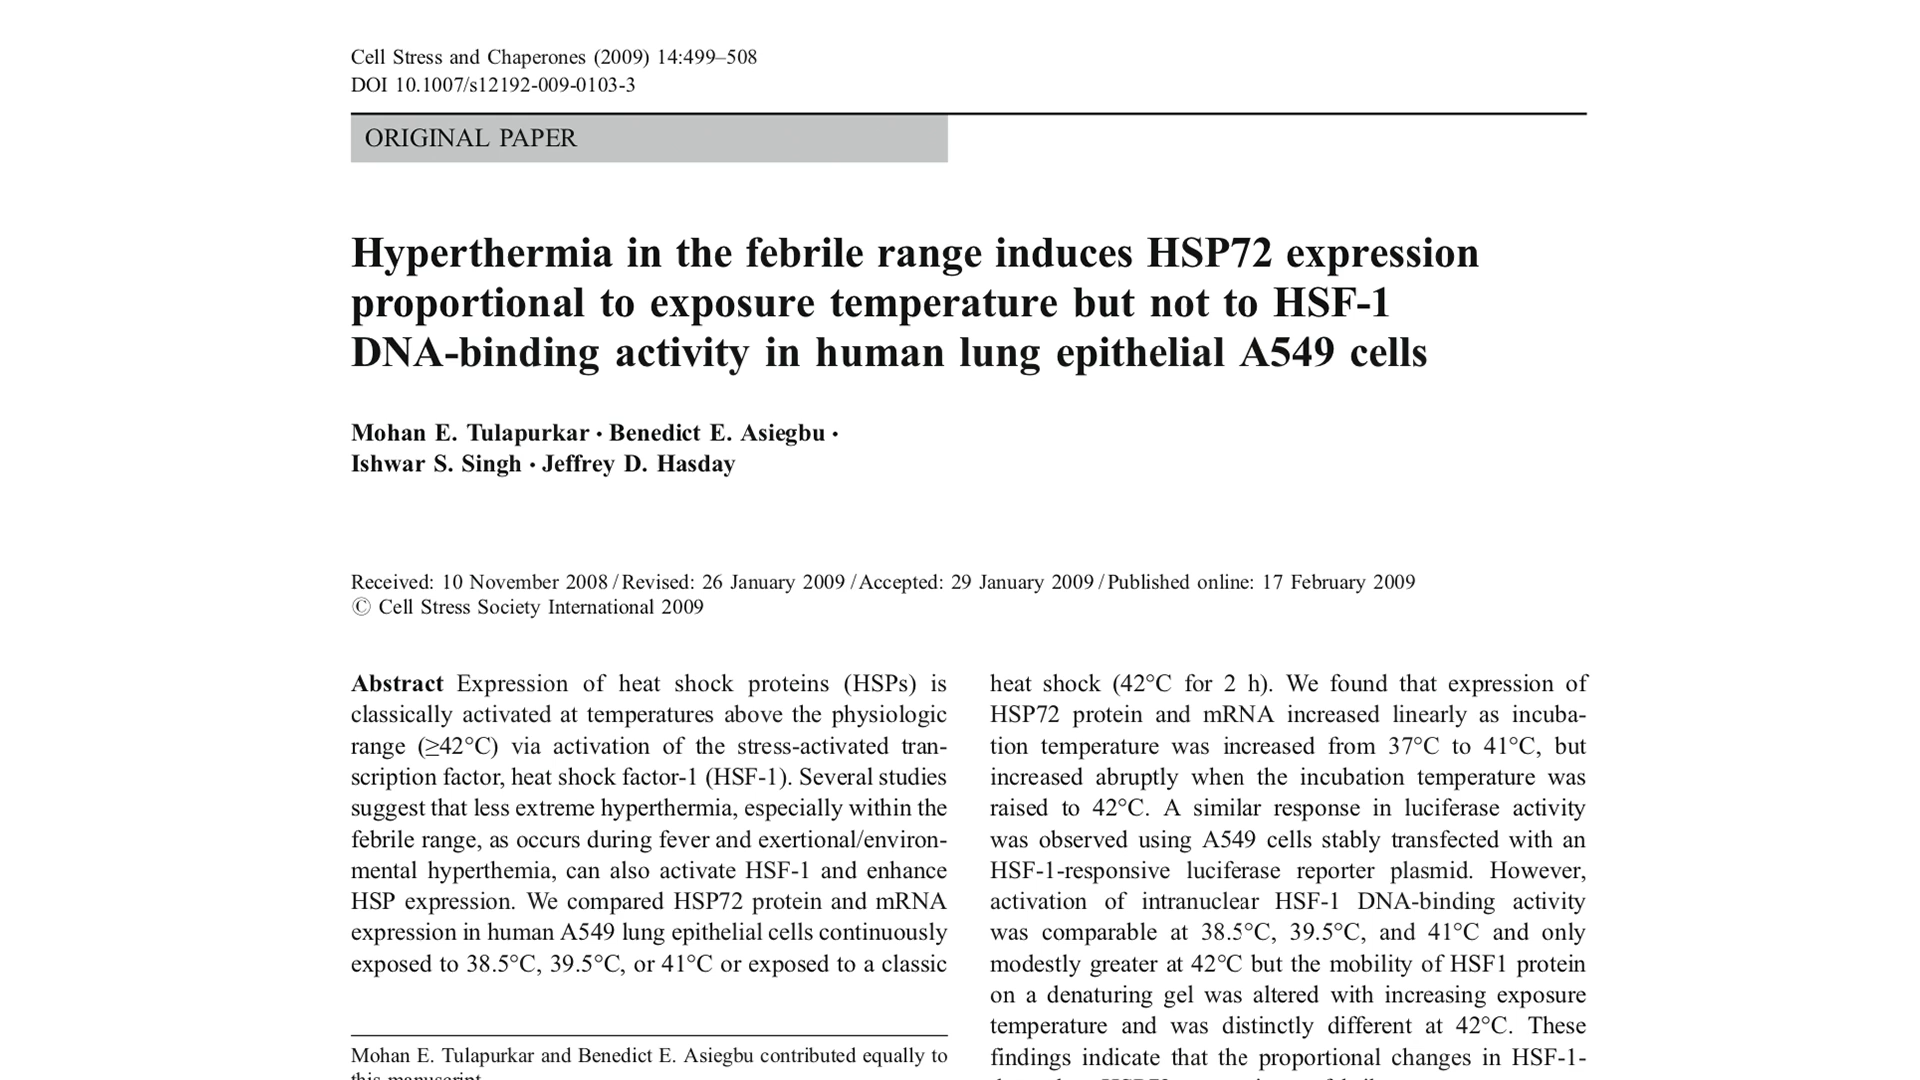 Cell Stress and Chaperones (2009) 14:499–508
DOI 10.1007/s12192-009-0103-3
ORIGINAL PAPER
Hyperthermia in the febrile range induces HSP72 expression
proportional to exposure temperature but not to HSF-1
DNA-binding activity in human lung epithelial A549 cells
Mohan E. Tulapurkar · Benedict E. Asiegbu ·
Ishwar S. Singh · Jeffrey D. Hasday
Received: 10 November 2008 / Revised: 26 January 2009 / Accepted: 29 January 2009 / Published online: 17 February 2009
© Cell Stress Society International 2009
Abstract Expression of heat shock proteins (HSPs) is
classically activated at temperatures above the physiologic
range (≥42°C) via activation of the stress-activated tran-
scription factor, heat shock factor-1 (HSF-1). Several studies
suggest that less extreme hyperthermia, especially within the
febrile range, as occurs during fever and exertional/environ-
mental hyperthemia, can also activate HSF-1 and enhance
HSP expression. We compared HSP72 protein and mRNA
expression in human A549 lung epithelial cells continuously
exposed to 38.5°C, 39.5°C, or 41°C or exposed to a classic
Mohan E. Tulapurkar and Benedict E. Asiegbu contributed equally to
this manuscript
heat shock (42°C for 2 h). We found that expression of
HSP72 protein and mRNA increased linearly as incuba-
tion temperature was increased from 37°C to 41°C, but
increased abruptly when the incubation temperature was
raised to 42°C. A similar response in luciferase activity
was observed using A549 cells stably transfected with an
HSF-1-responsive luciferase reporter plasmid. However,
activation of intranuclear HSF-1 DNA-binding activity
was comparable at 38.5°C, 39.5°C, and 41°C and only
modestly greater at 42°C but the mobility of HSF1 protein
on a denaturing gel was altered with increasing exposure
temperature and was distinctly different at 42°C. These
findings indicate that the proportional changes in HSF-1-